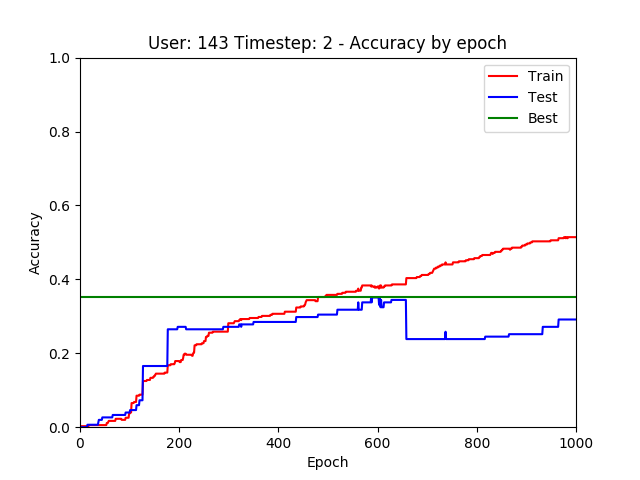 User: 143 Timestep: 2 - Accuracy by epoch
1.0
0.8
0.6
0.4
0.2
0.0
Accuracy
Train
Test
Best
0 200 400 600 800 1000
Epoch